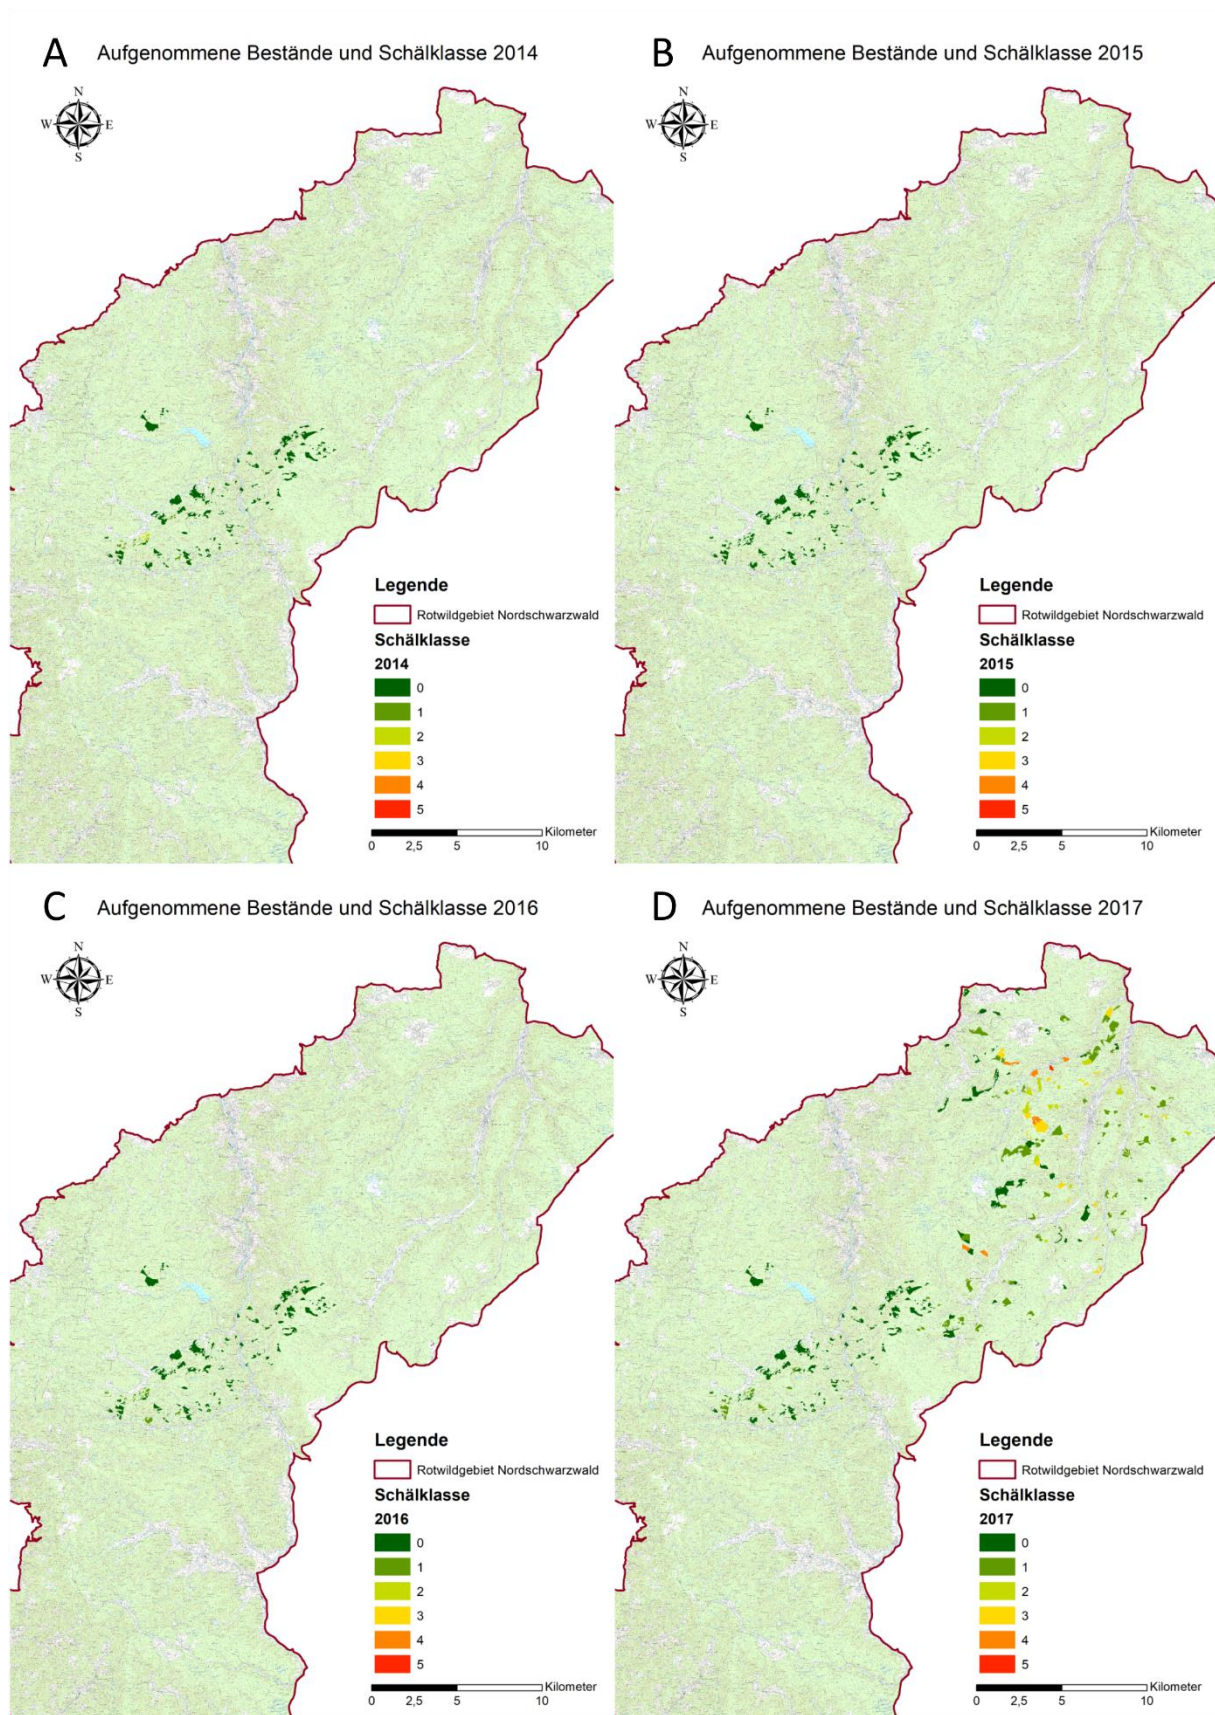 A Aufgenommene Bestände und Schälklasse 2014
N
W E
S
Legende
Rotwildgebiet Nordschwarzwald
Schälklasse
2014
0
1
2
3
4
5
Kilometer
0 2,5 5 10
B Aufgenommene Bestände und Schälklasse 2015
N
W E
S
Legende
Rotwildgebiet Nordschwarzwald
Schälklasse
2015
0
1
2
3
4
5
Kilometer
0 2,5 5 10
C Aufgenommene Bestände und Schälklasse 2016
N
W E
S
Legende
Rotwildgebiet Nordschwarzwald
Schälklasse
2016
0
1
2
3
4
5
Kilometer
0 2,5 5 10
D Aufgenommene Bestände und Schälklasse 2017
N
W E
S
Legende
Rotwildgebiet Nordschwarzwald
Schälklasse
2017
0
1
2
3
4
5
Kilometer
0 2,5 5 10